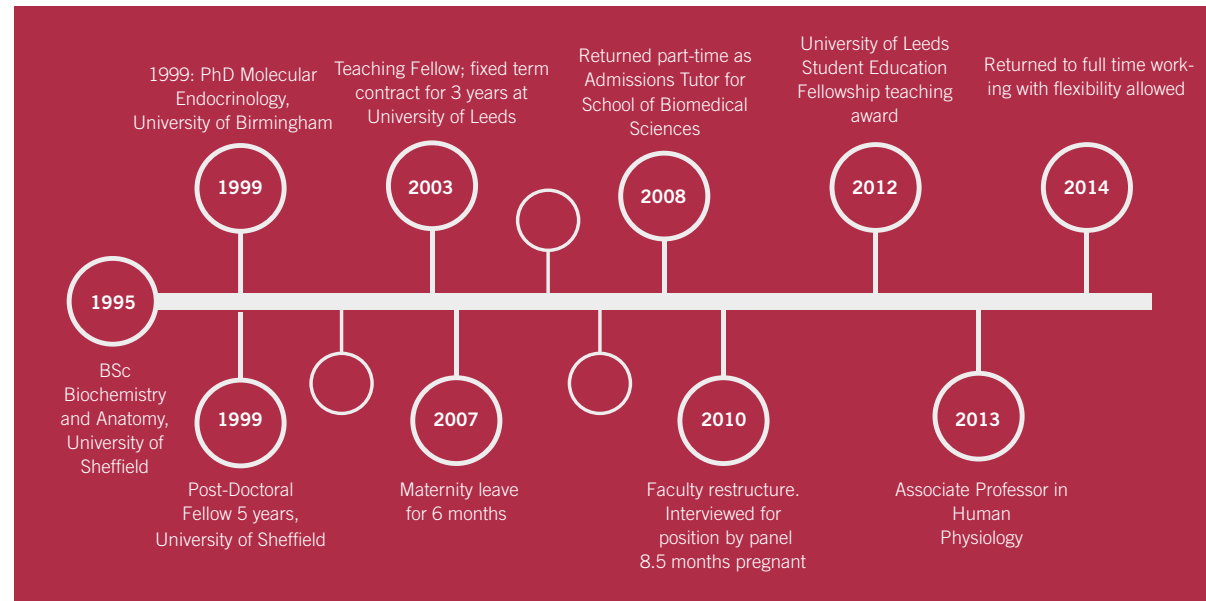 1995
BSc
Biochemistry
and Anatomy,
University of
Sheffield
1999: PhD Molecular
Endocrinology,
University of Birmingham
1999
1999
Post-Doctoral
Fellow 5 years,
University of Sheffield
Teaching Fellow; fixed term
contract for 3 years at
University of Leeds
2003
2007
Maternity leave
for 6 months
Returned part-time as
Admissions Tutor for
School of Biomedical
Sciences
2008
2010
Faculty restructure.
Interviewed for
position by panel
8.5 months pregnant
University of Leeds
Student Education
Fellowship teaching
award
2012
2013
Associate Professor in
Human
Physiology
Returned to full time work-
ing with flexibility allowed
2014